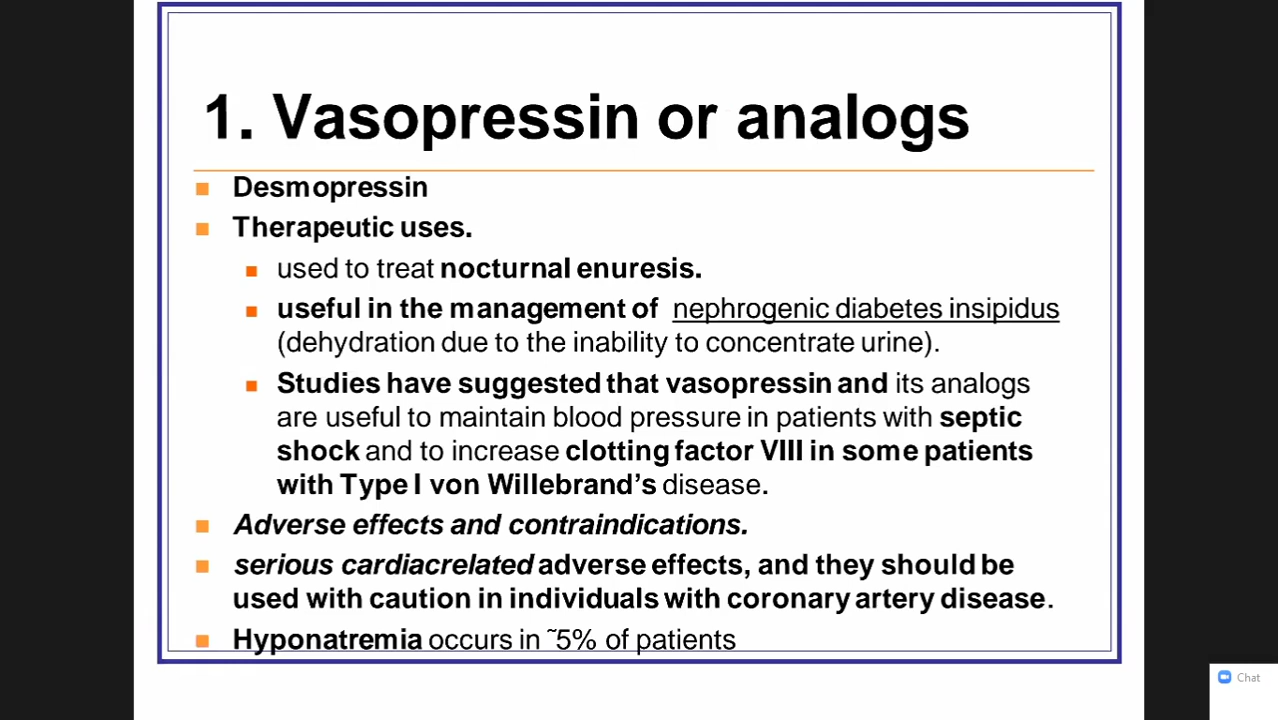 1. Vasopressin or analogs
Desmopressin
Therapeutic uses.
used to treat nocturnal enuresis.
useful in the management of nephrogenic diabetes insipidus
(dehydration due to the inability to concentrate urine).
Studies have suggested that vasopressin and its analogs
are useful to maintain blood pressure in patients with septic
shock and to increase clotting factor VIII in some patients
with Type I von Willebrand's disease.
Adverse effects and contraindications.
serious cardiacrelated adverse effects, and they should be
used with caution in individuals with coronary artery disease.
Hyponatremia occurs in ˜5% of patients
Chat